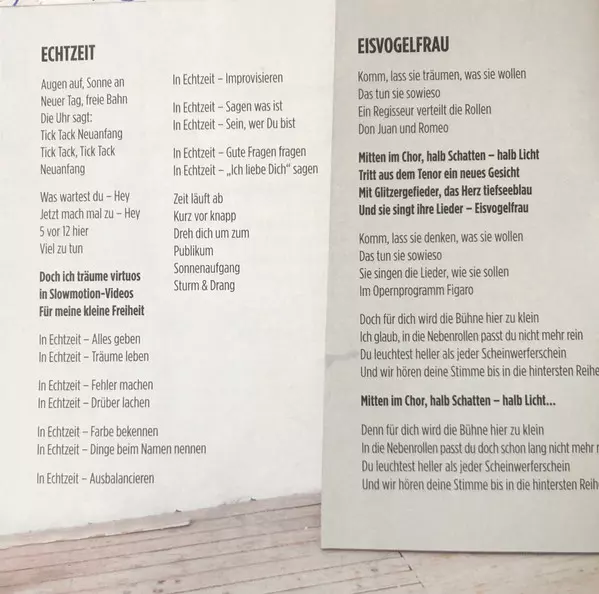 ECHTZEIT
Augen auf, Sonne an
Neuer Tag, freie Bahn
Die Uhr sagt:
Tick Tack Neuanfang
Tick Tack, Tick Tack
Neuanfang
Was wartest du – Hey
Jetzt mach mal zu – Hey
5 vor 12 hier
Viel zu tun
Doch ich träume virtuos
in Slowmotion-Videos
Für meine kleine Freiheit
In Echtzeit – Alles geben
In Echtzeit – Träume leben
In Echtzeit – Fehler machen
In Echtzeit – Drüber lachen
In Echtzeit – Farbe bekennen
In Echtzeit – Dinge beim Namen nennen
In Echtzeit – Ausbalancieren
In Echtzeit – Improvisieren
In Echtzeit – Sagen was ist
In Echtzeit – Sein, wer Du bist
In Echtzeit – Gute Fragen fragen
In Echtzeit – „Ich liebe Dich“ sagen
Zeit läuft ab
Kurz vor knapp
Dreh dich um zum
Publikum
Sonnenaufgang
Sturm & Drang
EISVOGELFRAU
Komm, lass sie träumen, was sie wollen
Das tun sie sowieso
Ein Regisseur verteilt die Rollen
Don Juan und Romeo
Mitten im Chor, halb Schatten – halb Licht
Tritt aus dem Tenor ein neues Gesicht
Mit Glitzergefieder, das Herz tiefseeblau
Und sie singt ihre Lieder – Eisvogelfrau
Komm, lass sie denken, was sie wollen
Das tun sie sowieso
Sie singen die Lieder, wie sie sollen
Im Opernprogramm Figaro
Doch für dich wird die Bühne hier zu klein
Ich glaub, in die Nebenrollen passt du nicht mehr rein
Du leuchtest heller als jeder Scheinwerferschein
Und wir hören deine Stimme bis in die hintersten Reihe
Mitten im Chor, halb Schatten – halb Licht...
Denn für dich wird die Bühne hier zu klein
In die Nebenrollen passt du doch schon lang nicht mehr
Du leuchtest heller als jeder Scheinwerferschein
Und wir hören deine Stimme bis in die hintersten Reihe